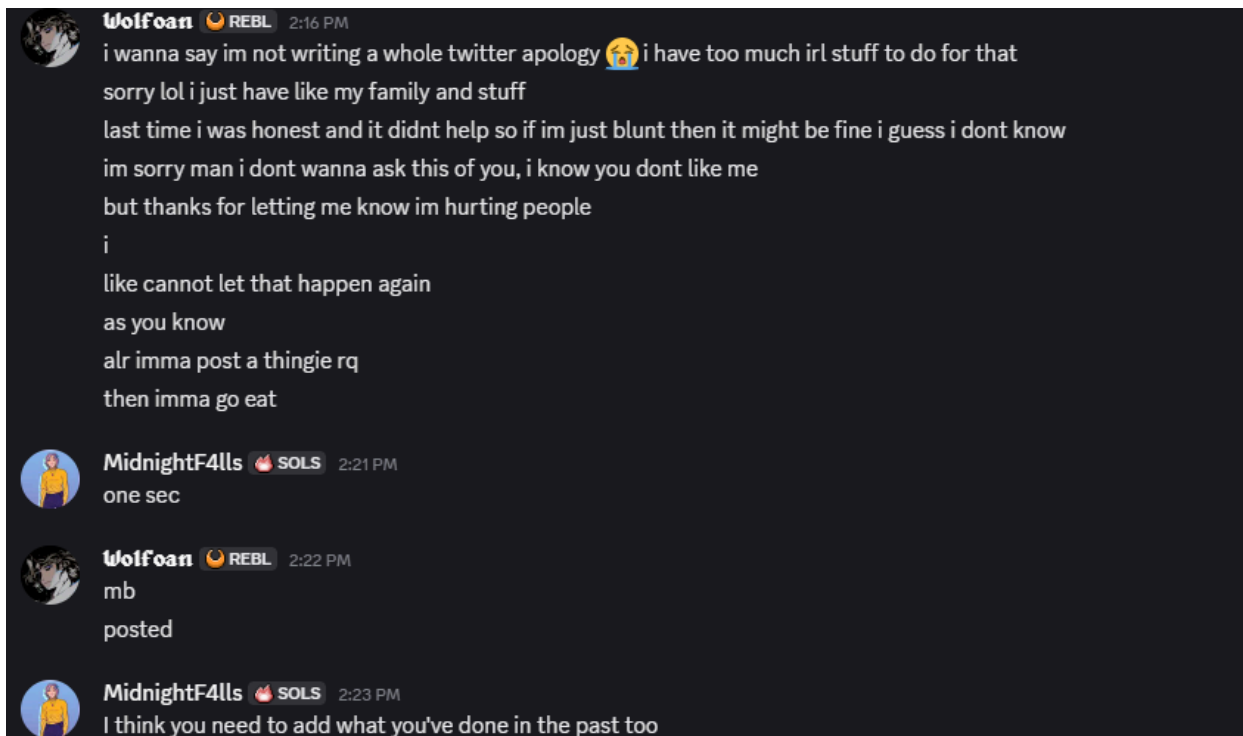 Wolfoan REBL 2:16 PM
i wanna say im not writing a whole twitter apology 😭 i have too much irl stuff to do for that
sorry lol i just have like my family and stuff
last time i was honest and it didnt help so if im just blunt then it might be fine i guess i dont know
im sorry man i dont wanna ask this of you, i know you dont like me
but thanks for letting me know im hurting people
i
like cannot let that happen again
as you know
alr imma post a thingie rq
then imma go eat
MidnightF4lls SOLS 2:21 PM
one sec
Wolfoan REBL 2:22 PM
mb
posted
MidnightF4lls SOLS 2:23 PM
I think you need to add what you've done in the past too